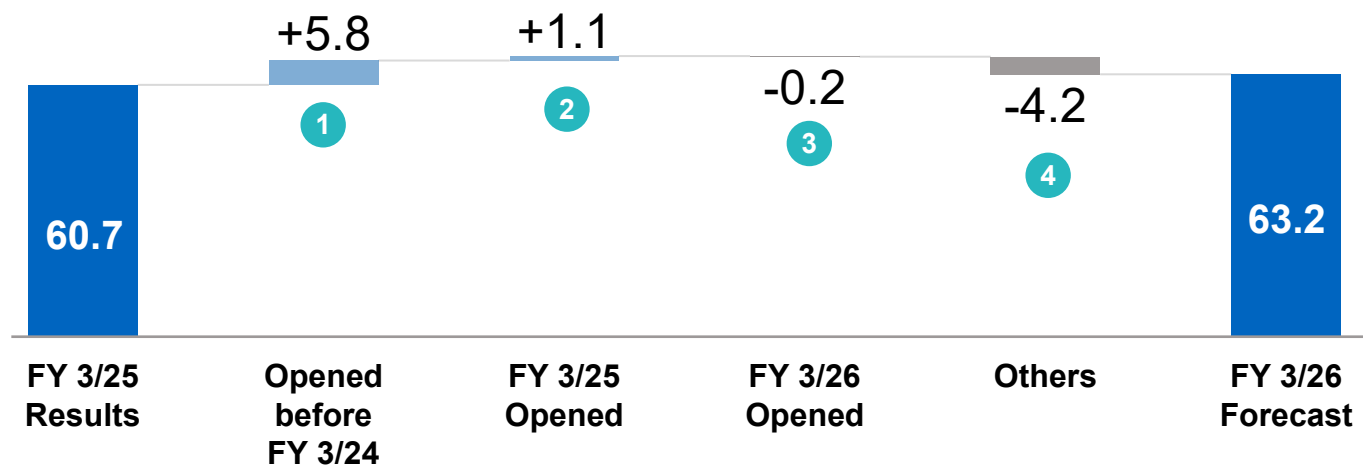 +5.8
+1.1
-0.2
-4.2
1
2
3
4
60.7
63.2
FY 3/25
Results
Opened
before
FY 3/24
FY 3/25
Opened
FY 3/26
Opened
Others
FY 3/26
Forecast